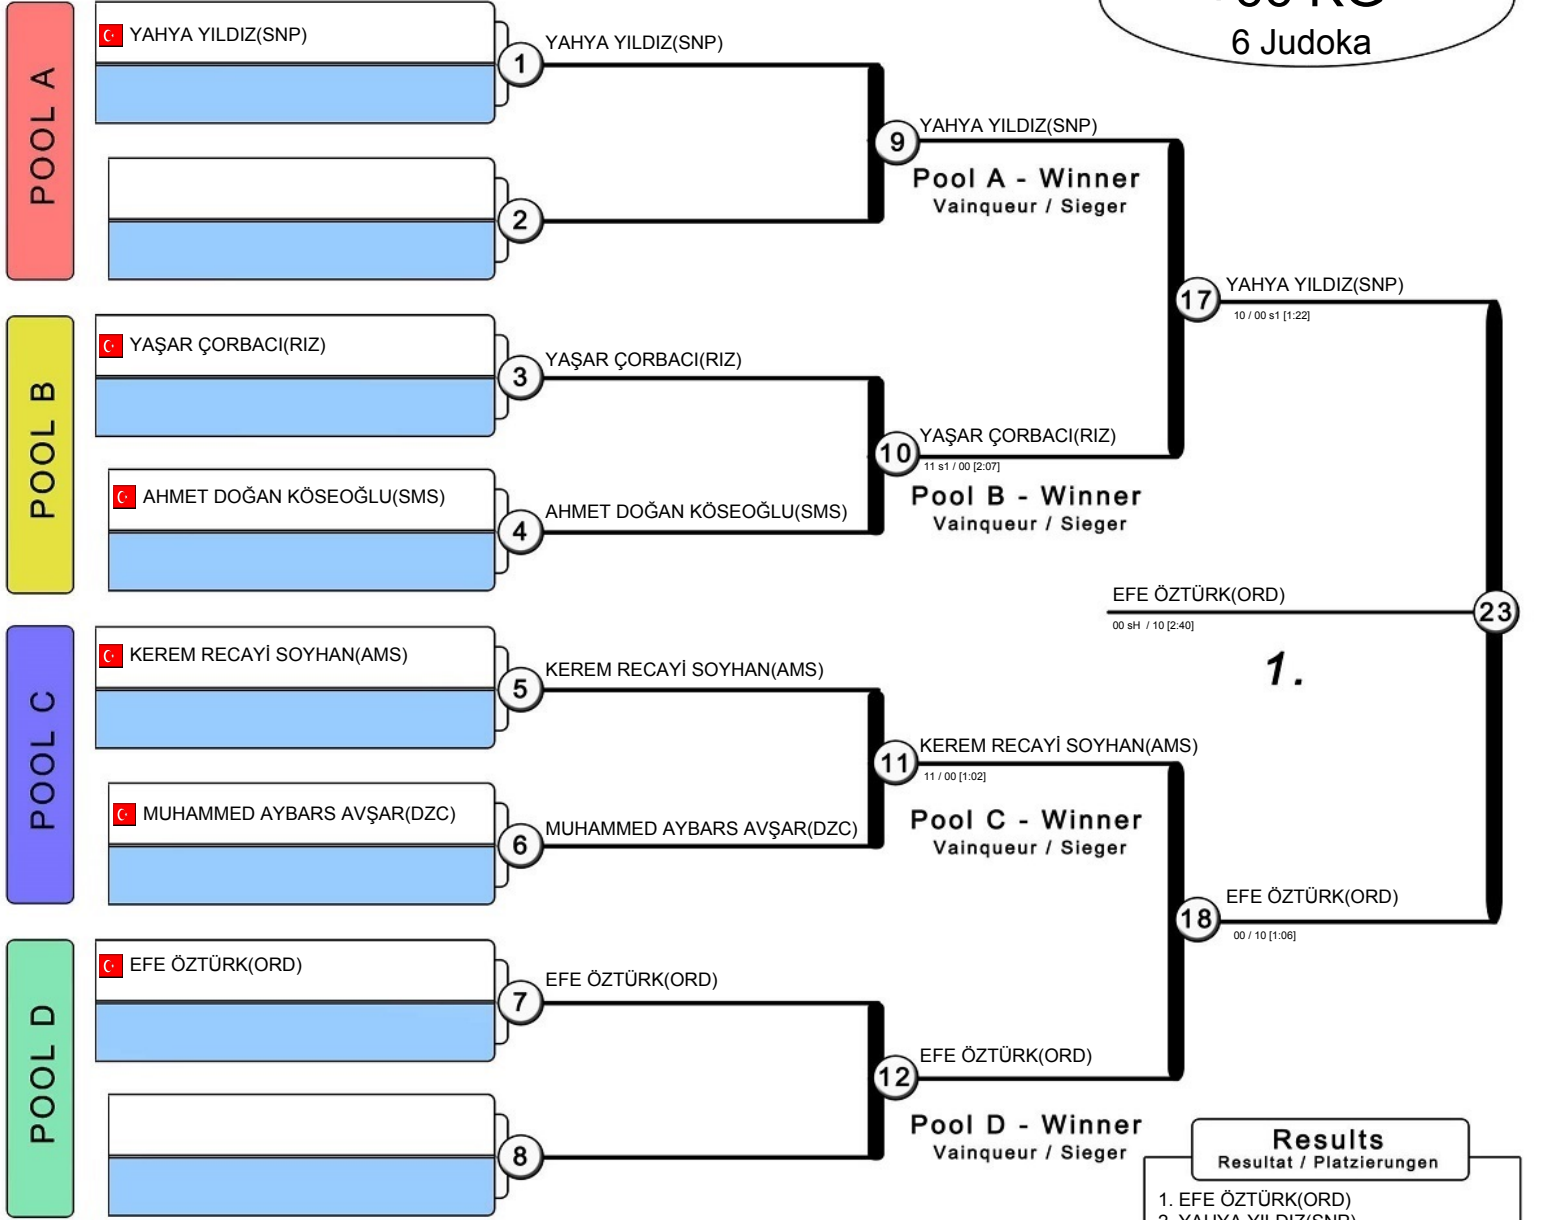 KG
6 Judoka
POOL A
YAHYA YILDIZ(SNP)
1
YAHYA YILDIZ(SNP)
2
9
YAHYA YILDIZ(SNP)
Pool A - Winner
Vainqueur / Sieger
17
YAHYA YILDIZ(SNP)
10 / 00 s1 [1:22]
POOL B
YAŞAR ÇORBACI(RIZ)
3
YAŞAR ÇORBACI(RIZ)
AHMET DOĞAN KÖSEOĞLU(SMS)
4
AHMET DOĞAN KÖSEOĞLU(SMS)
10
YAŞAR ÇORBACI(RIZ)
11 s1 / 00 [2:07]
Pool B - Winner
Vainqueur / Sieger
EFE ÖZTÜRK(ORD)
23
00 sH / 10 [2:40]
1.
POOL C
KEREM RECAYİ SOYHAN(AMS)
5
KEREM RECAYİ SOYHAN(AMS)
MUHAMMED AYBARS AVŞAR(DZC)
6
MUHAMMED AYBARS AVŞAR(DZC)
11
KEREM RECAYİ SOYHAN(AMS)
11 / 00 [1:02]
Pool C - Winner
Vainqueur / Sieger
18
EFE ÖZTÜRK(ORD)
00 / 10 [1:06]
POOL D
EFE ÖZTÜRK(ORD)
7
EFE ÖZTÜRK(ORD)
8
12
EFE ÖZTÜRK(ORD)
Pool D - Winner
Vainqueur / Sieger
Results
Resultat / Platzierungen
1. EFE ÖZTÜRK(ORD)
2. YAHYA YILDIZ(SNP)